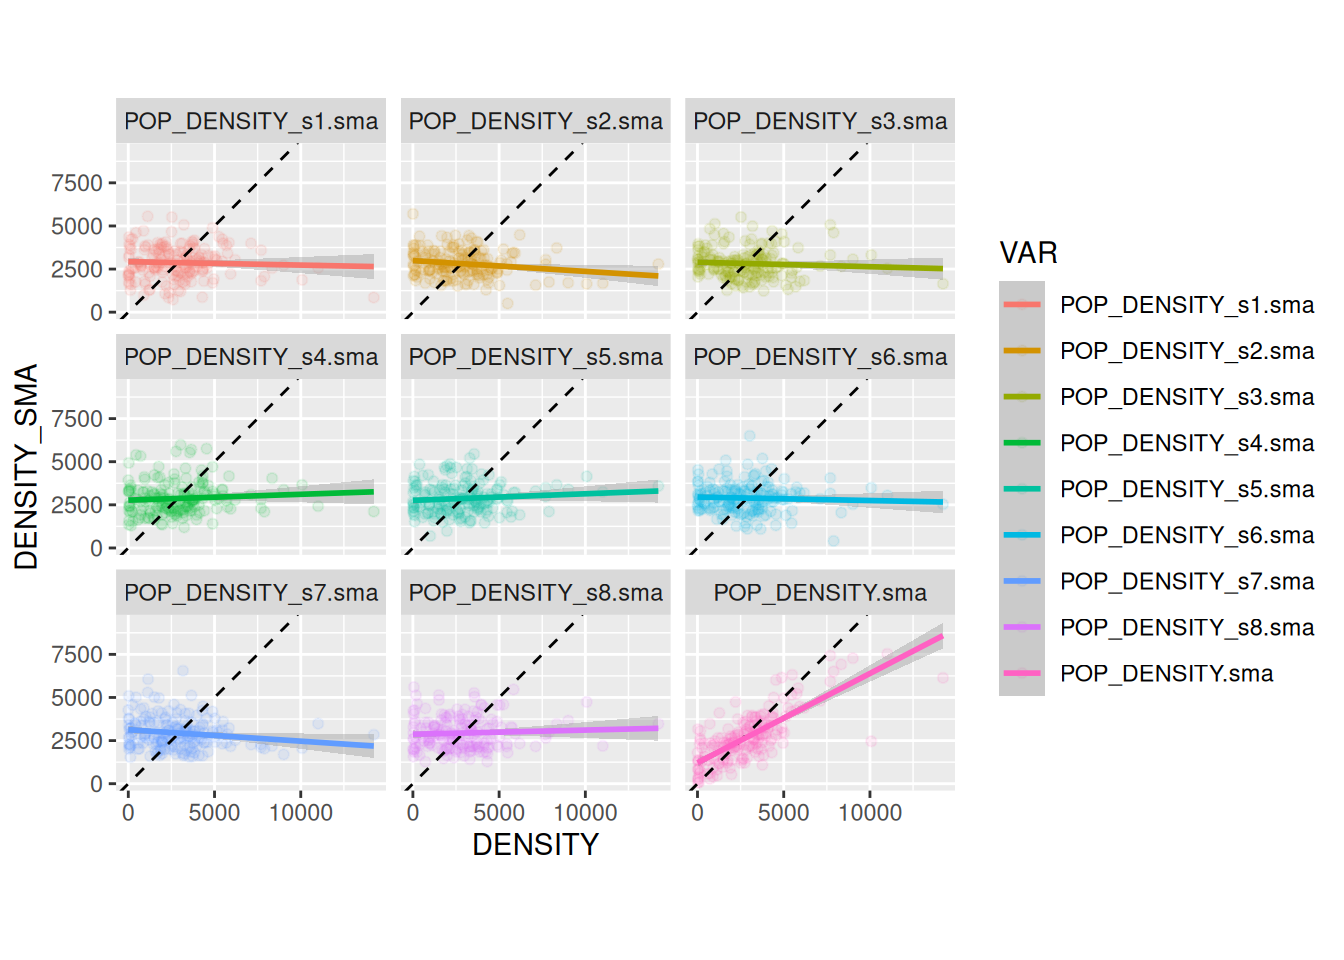 POP_DENSITY_s1.sma POP_DENSITY_s2.sma POP_DENSITY_s3.sma
7500
5000
2500
0
POP_DENSITY_s4.sma POP_DENSITY_s5.sma POP_DENSITY_s6.sma
7500
5000
2500
0
POP_DENSITY_s7.sma POP_DENSITY_s8.sma POP_DENSITY.sma
7500
5000
2500
0
0 5000 10000 0 5000 10000 0 5000 10000
DENSITY
DENSITY_SMA
VAR
POP_DENSITY_s1.sma
POP_DENSITY_s2.sma
POP_DENSITY_s3.sma
POP_DENSITY_s4.sma
POP_DENSITY_s5.sma
POP_DENSITY_s6.sma
POP_DENSITY_s7.sma
POP_DENSITY_s8.sma
POP_DENSITY.sma